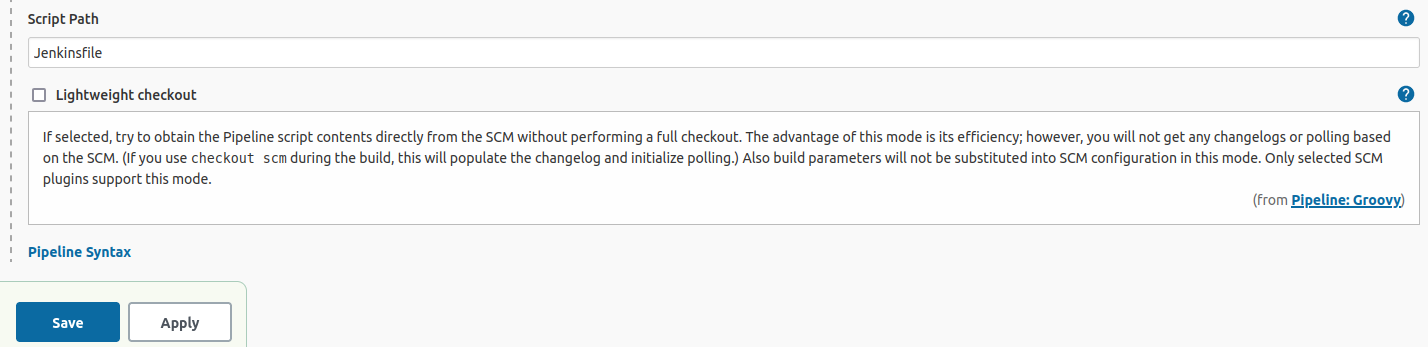 Script Path
?
Jenkinsfile
Lightweight checkout
?
If selected, try to obtain the Pipeline script contents directly from the SCM without performing a full checkout. The advantage of this mode is its efficiency; however, you will not get any changelogs or polling based
on the SCM. (If you use checkout scm during the build, this will populate the changelog and initialize polling.) Also build parameters will not be substituted into SCM configuration in this mode. Only selected SCM
plugins support this mode.
(from Pipeline: Groovy)
Pipeline Syntax
Save Apply